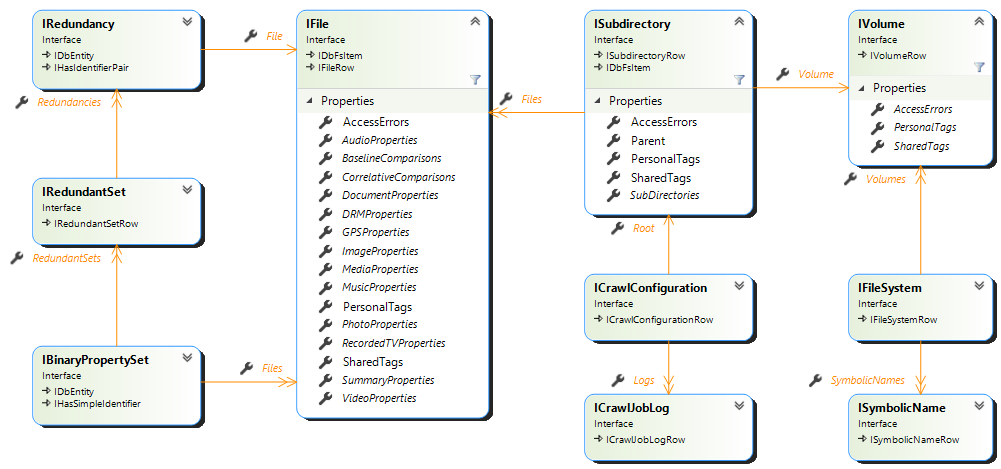 IRedundancy
Interface
IDbEntity
IHasIdentifierPair
File
Redundancies
IRedundantSet
Interface
IRedundantSetRow
RedundantSets
IBinaryPropertySet
Interface
IDbEntity
IHasSimpleIdentifier
Files
IFile
Interface
IDbFsItem
IFileRow
Properties
AccessErrors
AudioProperties
BaselineComparisons
CorrelativeComparisons
DocumentProperties
DRMProperties
GPSProperties
ImageProperties
MediaProperties
MusicProperties
PersonalTags
PhotoProperties
RecordedTVProperties
SharedTags
SummaryProperties
VideoProperties
Files
ISubdirectory
Interface
ISubdirectoryRow
IDbFsItem
Properties
AccessErrors
Parent
PersonalTags
SharedTags
SubDirectories
Volume
Root
ICrawlConfiguration
Interface
ICrawlConfigurationRow
Logs
ICrawlJobLog
Interface
ICrawlJobLogRow
IVolume
Interface
IVolumeRow
Properties
AccessErrors
PersonalTags
SharedTags
Volumes
IFileSystem
Interface
IFileSystemRow
SymbolicNames
ISymbolicName
Interface
ISymbolicNameRow